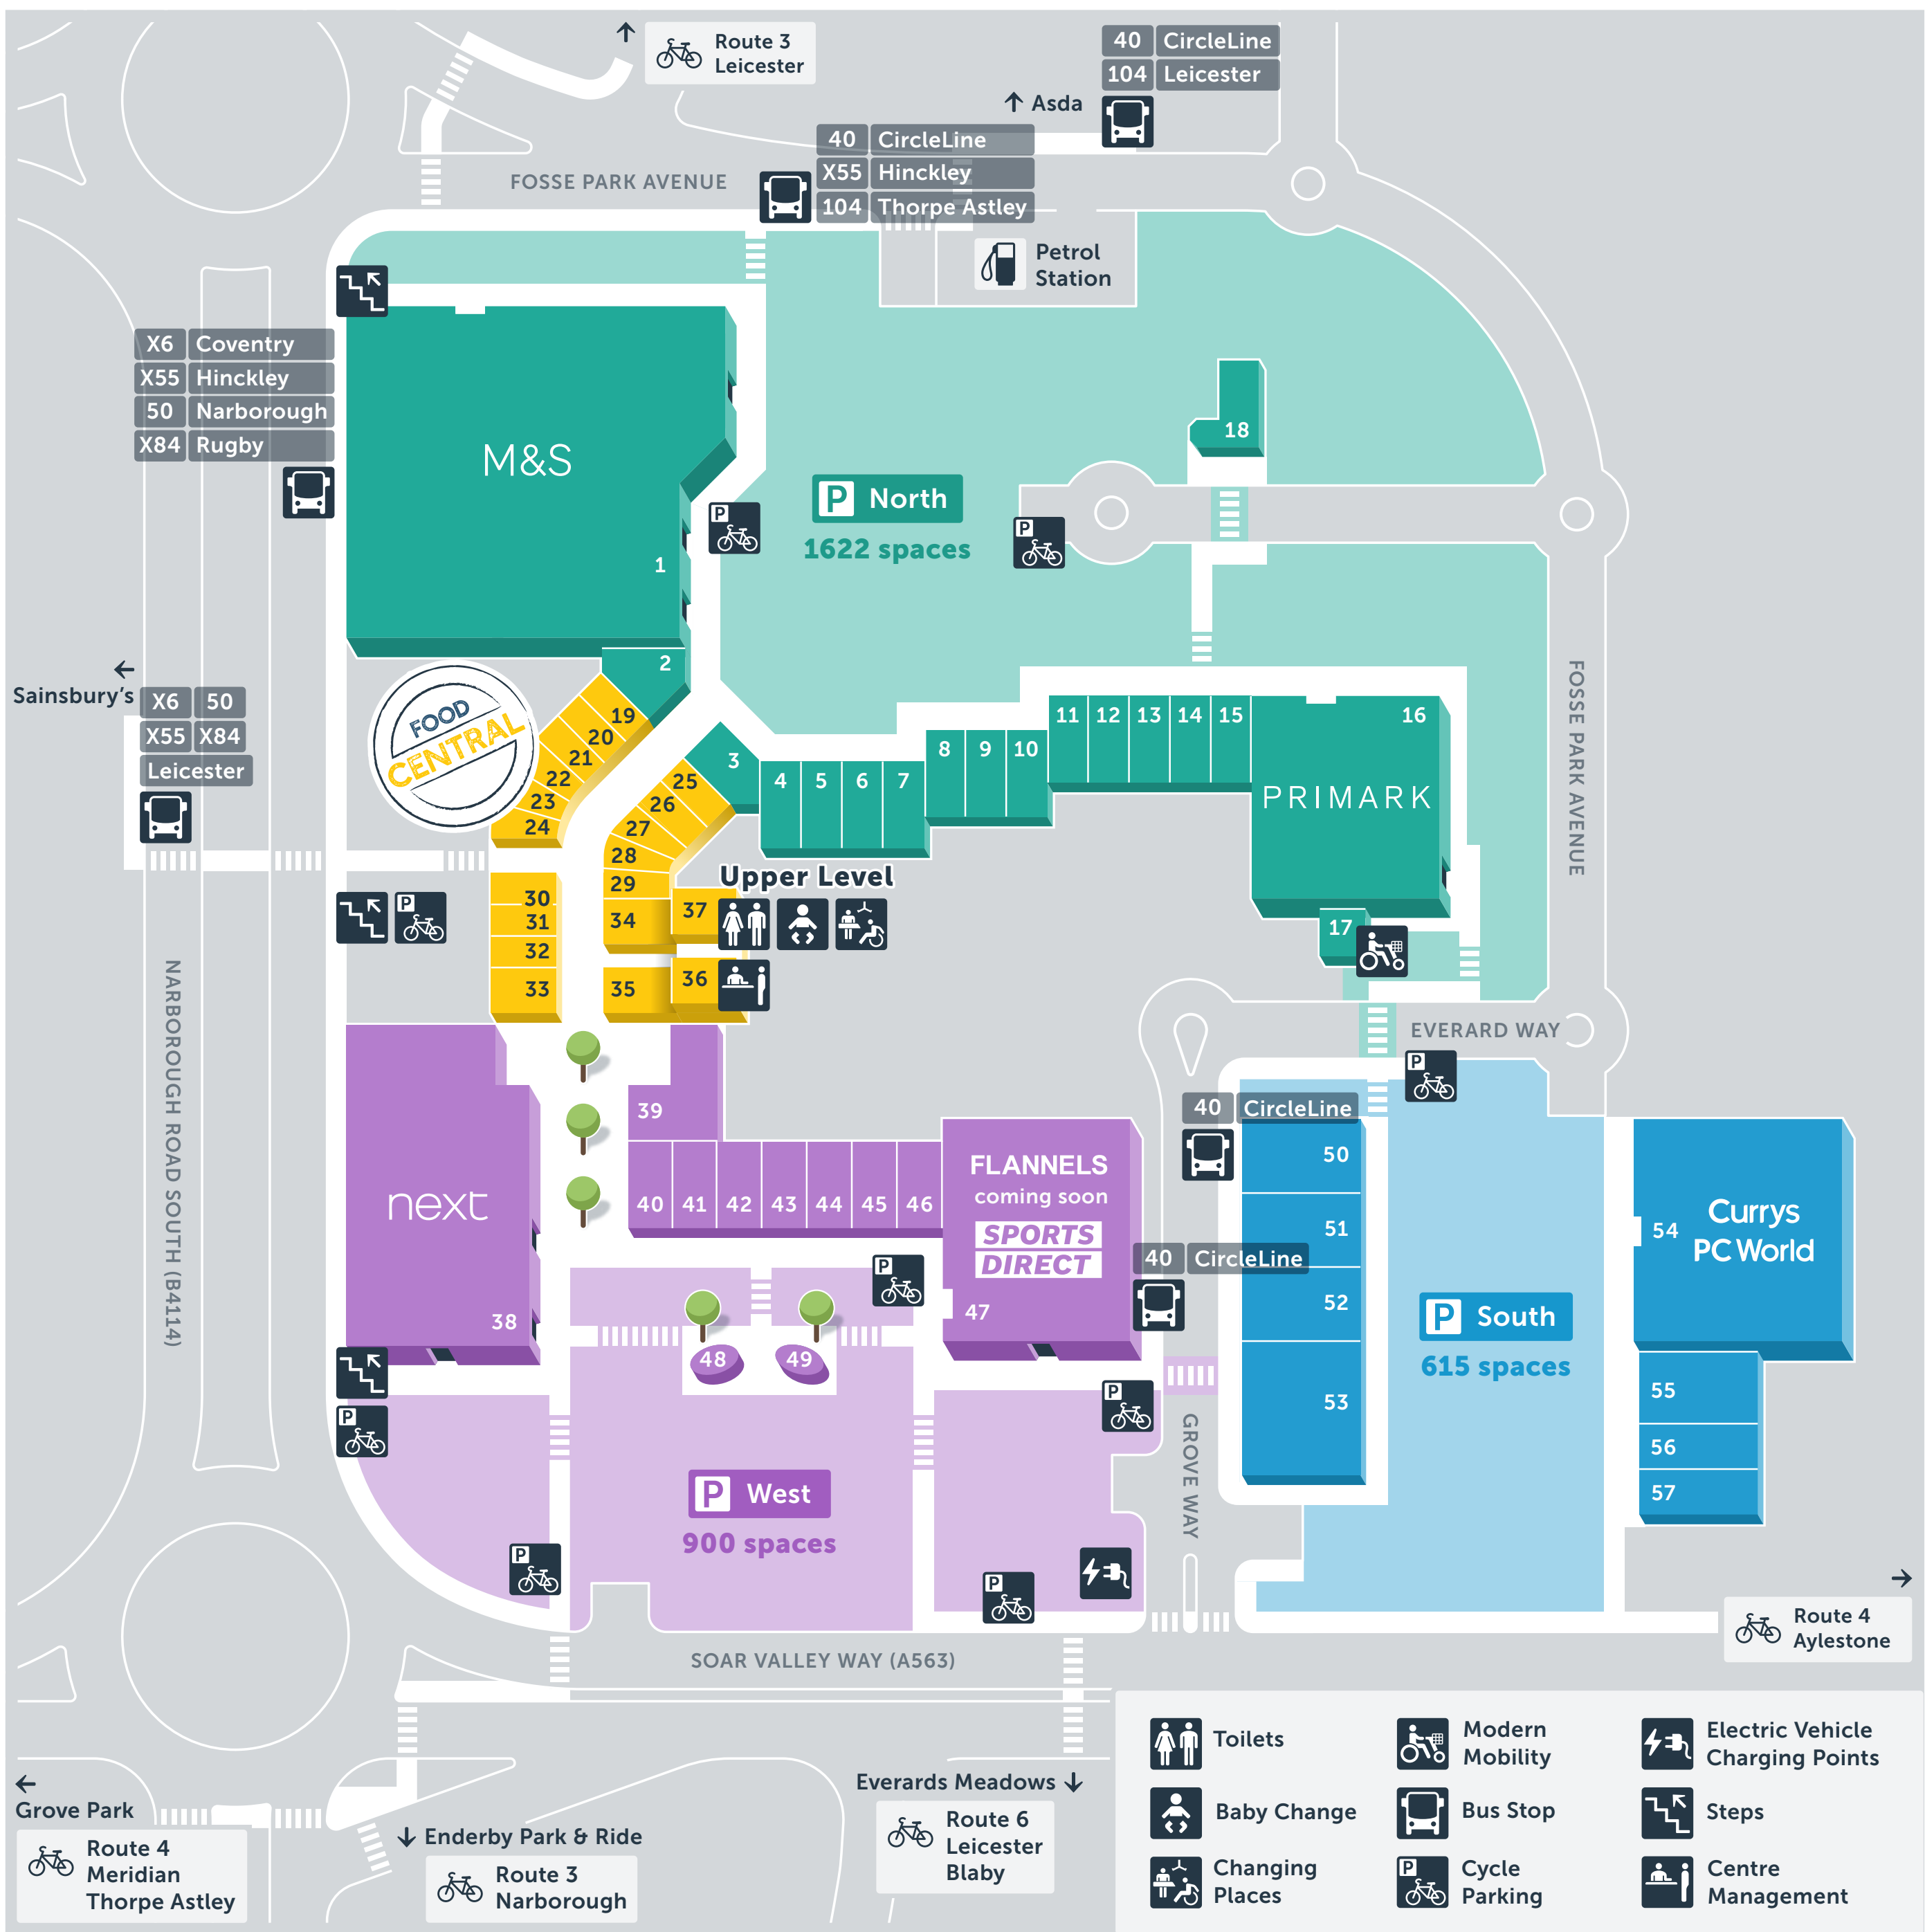 Route 3
Leicester
40 CircleLine
104 Leicester
↑ Asda
40 CircleLine
X55 Hinckley
104 Thorpe Astley
FOSSE PARK AVENUE
Petrol
Station
X6 Coventry
X55 Hinckley
50 Narborough
X84 Rugby
M&S
1
18
P North
1622 spaces
P
P
2
Sainsbury's
X6 50
X55 X84
Leicester
FOOD
CENTRAL
19
20
21
22
23
24
3
25
26
27
28
29
4 5 6 7
8 9 10
11 12 13 14 15
16
PRIMARK
17
FOSSE PARK AVENUE
Upper Level
30
31
32
33
34
35
37
36
P
NARBOROUGH ROAD SOUTH (B4114)
EVERARD WAY
P
next
38
39
40 41 42 43 44 45 46
FLANNELS
coming soon
SPORTS
DIRECT
47
40 CircleLine
40 CircleLine
50
51
52
53
54
Currys
PC World
55
56
57
P South
615 spaces
P
48 49
P
P
P West
900 spaces
GROVE WAY
P
P
SOAR VALLEY WAY (A563)
Route 4
Aylestone
Grove Park
Route 4
Meridian
Thorpe Astley
↓ Enderby Park & Ride
Route 3
Narborough
Everards Meadows ↓
Route 6
Leicester
Blaby
Toilets
Baby Change
Changing
Places
Modern
Mobility
Bus Stop
P
Cycle
Parking
Electric Vehicle
Charging Points
Steps
Centre
Management